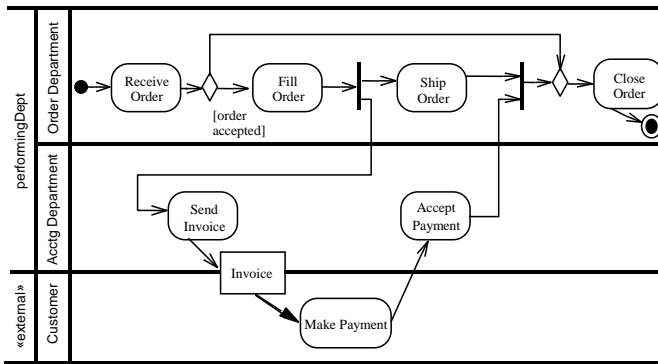 performingDept
«external»
Order Department
Acctg Department
Customer
Receive
Order
[order
accepted]
Fill
Order
Ship
Order
Close
Order
Send
Invoice
Accept
Payment
Invoice
Make Payment